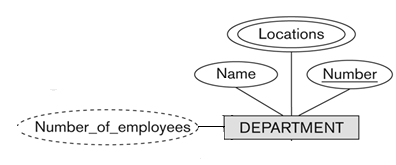 Locations
Name
Number
Number_of_employees
DEPARTMENT